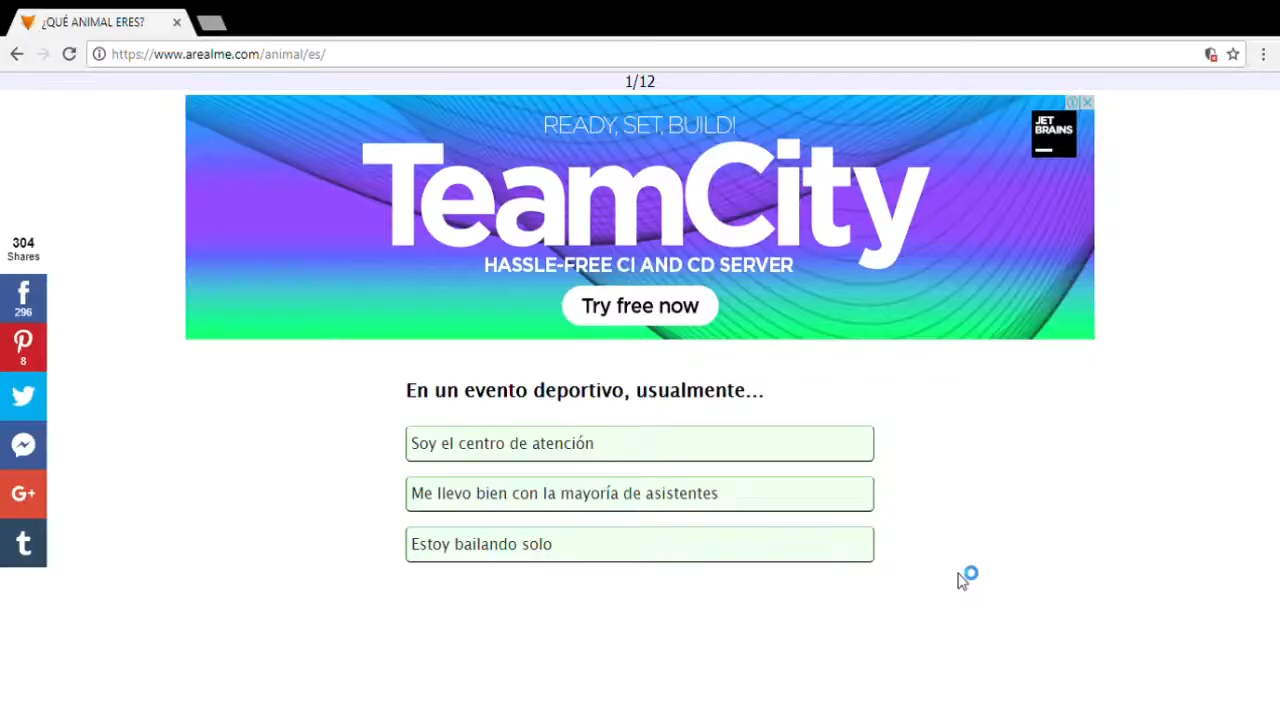 ¿QUÉ ANIMAL ERES?
https://www.arealme.com/animal/es/
1/12
READY, SET, BUILD!
JET
BRAINS
TeamCity
HASSLE-FREE CI AND CD SERVER
Try free now
304
Shares
296
8
G+
En un evento deportivo, usualmente...
Soy el centro de atención
Me llevo bien con la mayoría de asistentes
Estoy bailando solo